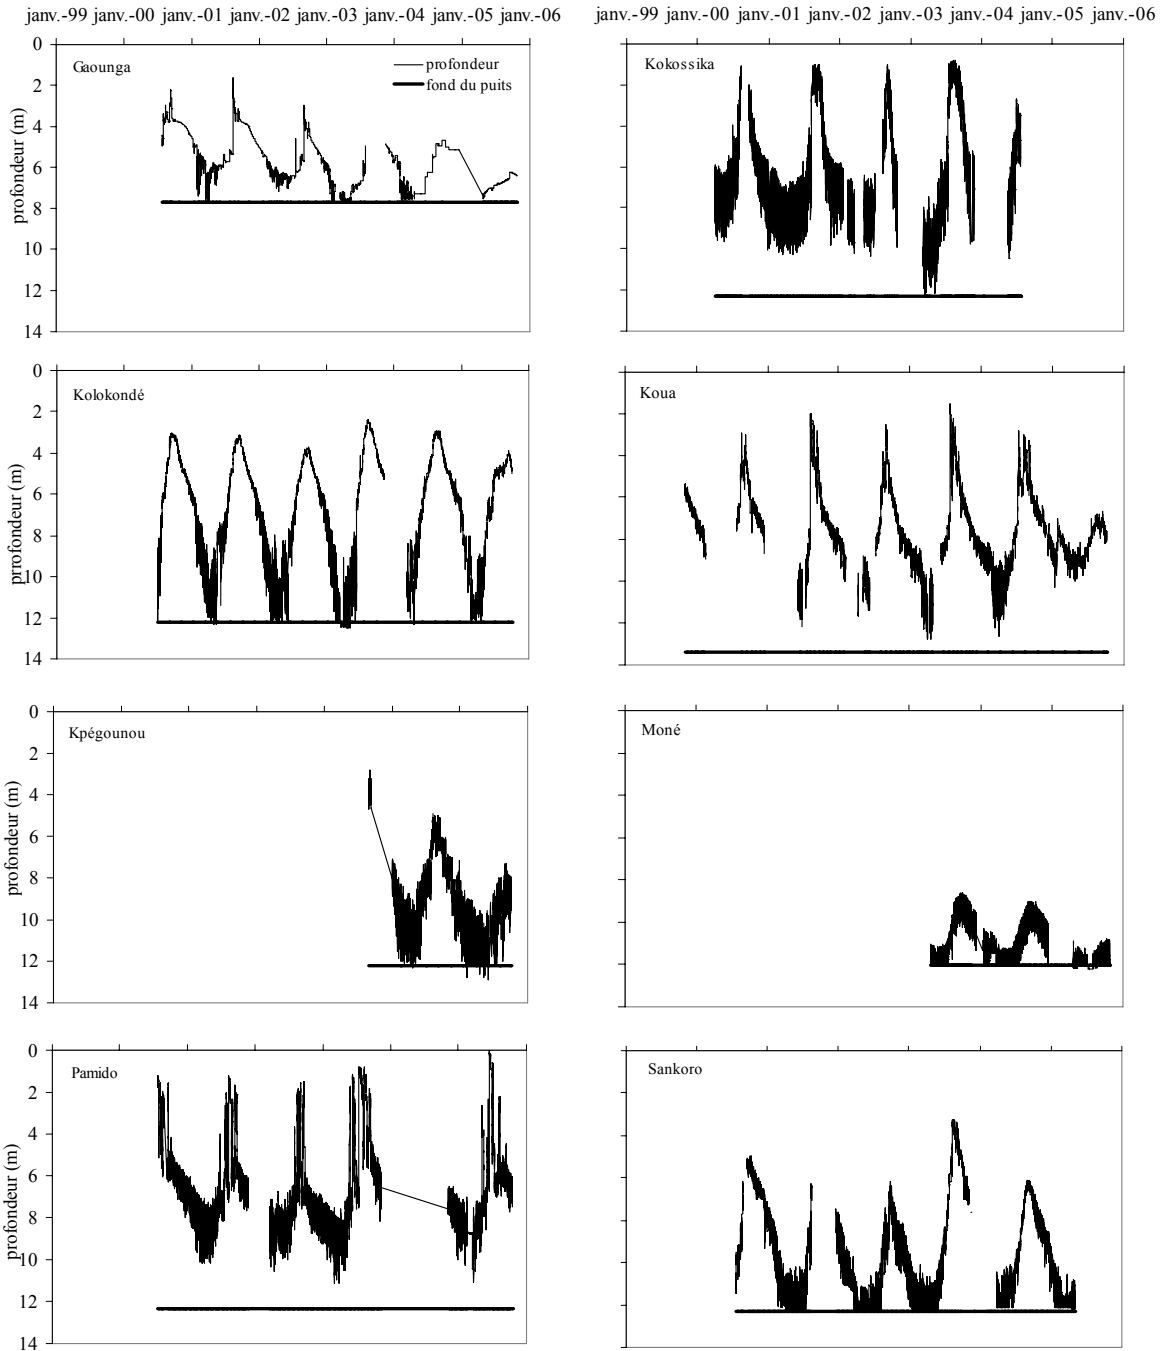 janv.-99 janv.-00 janv.-01 janv.-02 janv.-03 janv.-04 janv.-05 janv.-06
0
2
4
6
8
10
12
14
profondeur (m)
Gaounga
profondeur
fond du puits
janv.-99 janv.-00 janv.-01 janv.-02 janv.-03 janv.-04 janv.-05 janv.-06
Kokossika
0
2
4
6
8
10
12
14
prrofondeur (m)
Kolokondé
Koua
0
2
4
6
8
10
12
14
profondeur (m)
Kpégounou
Moné
0
2
4
6
8
10
12
14
profondeur (m)
Pamido
Sankoro